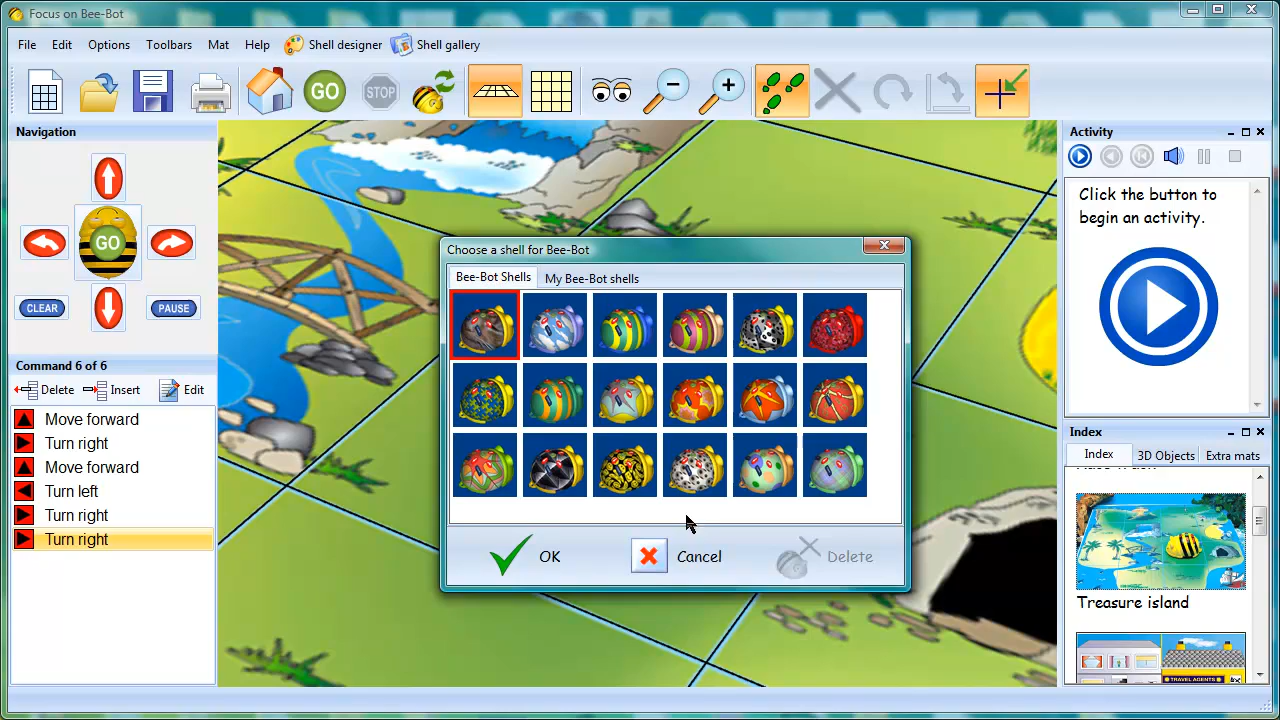 Focus on Bee-Bot
File Edit Options Toolbars Mat Help Shell designer Shell gallery
GO STOP
Navigation
GO
CLEAR PAUSE
Command 6 of 6
Delete Insert Edit
Move forward
Turn right
Move forward
Turn left
Turn right
Turn right
Choose a shell for Bee-Bot
Bee-Bot Shells My Bee-Bot shells
OK Cancel Delete
Activity
Click the button to
begin an activity.
Index
Index 3D Objects Extra mats
Treasure island
TRAVEL AGENTS